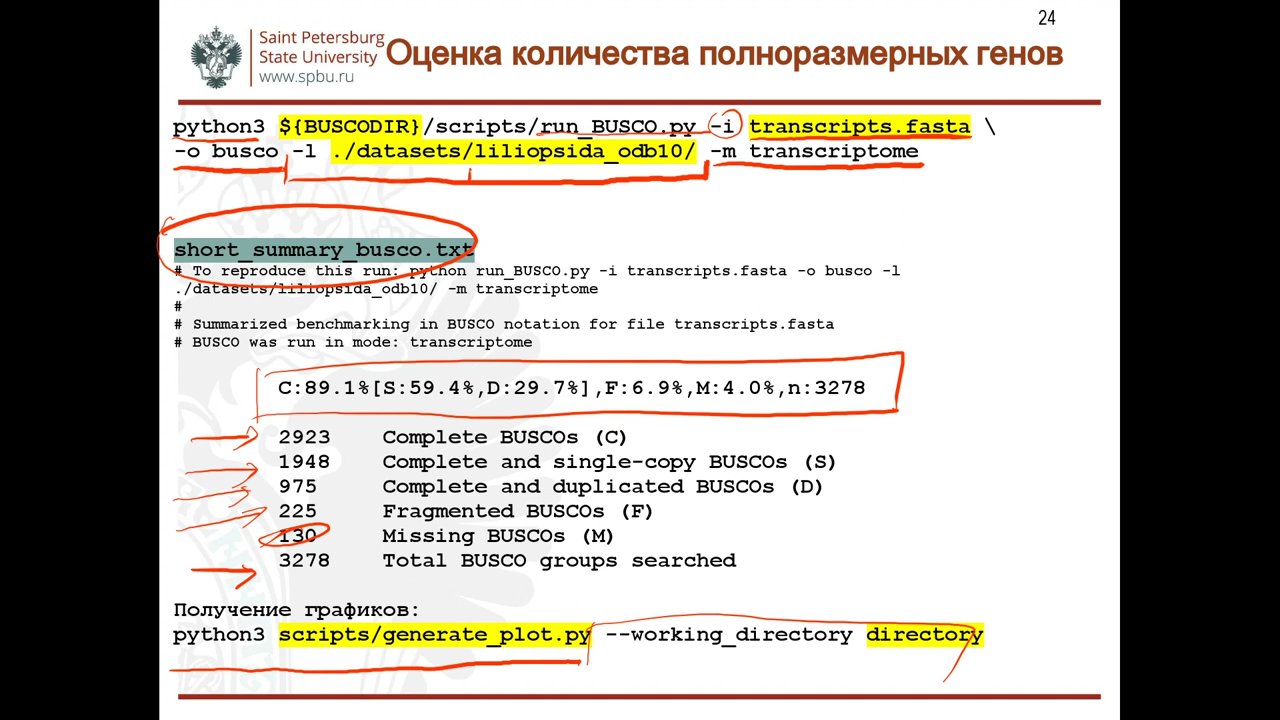 24
Saint Petersburg
State University
www.spbu.ru
Оценка количества полноразмерных генов
python3 ${BUSCODIR}/scripts/run_BUSCO.py -i transcripts.fasta \
-o busco -l ./datasets/liliopsida_odb10/ -m transcriptome
short_summary_busco.txt
# To reproduce this run: python run_BUSCO.py -i transcripts.fasta -o busco -l
./datasets/liliopsida_odb10/ -m transcriptome
#
# Summarized benchmarking in BUSCO notation for file transcripts.fasta
# BUSCO was run in mode: transcriptome
C:89.1%[S:59.4%,D:29.7%],F:6.9%,M:4.0%,n:3278
2923 Complete BUSCOs (C)
1948 Complete and single-copy BUSCOs (S)
975 Complete and duplicated BUSCOs (D)
225 Fragmented BUSCOs (F)
130 Missing BUSCOs (M)
3278 Total BUSCO groups searched
Получение графиков:
python3 scripts/generate_plot.py --working_directory directory